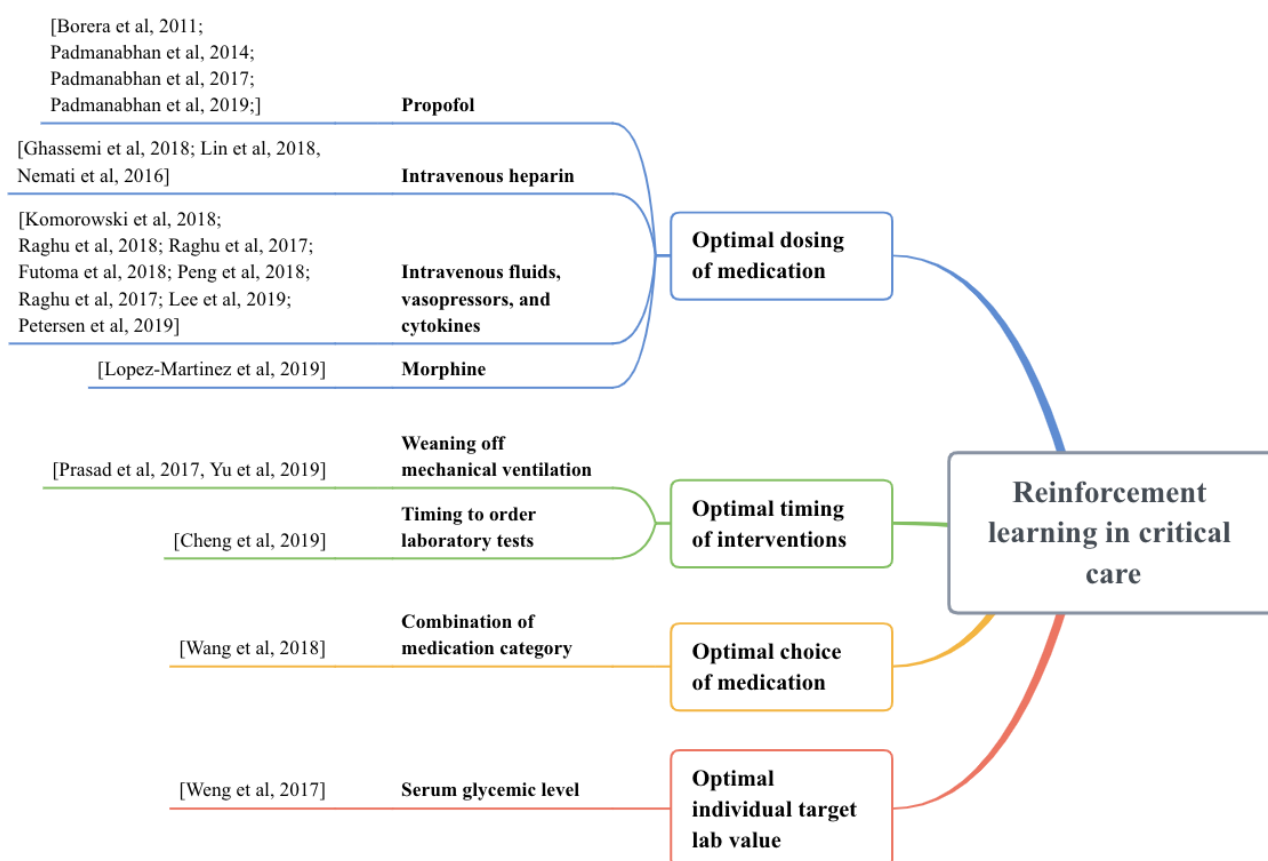 [Borera et al, 2011;
Padmanabhan et al, 2014;
Padmanabhan et al, 2017;
Padmanabhan et al, 2019;]
Propofol
[Ghassemi et al, 2018; Lin et al, 2018,
Nemati et al, 2016]
Intravenous heparin
[Komorowski et al, 2018;
Raghu et al, 2018; Raghu et al, 2017;
Futoma et al, 2018; Peng et al, 2018;
Raghu et al, 2017; Lee et al, 2019;
Petersen et al, 2019]
Intravenous fluids,
vasopressors, and
cytokines
[Lopez-Martinez et al, 2019]
Morphine
Optimal dosing
of medication
[Prasad et al, 2017, Yu et al, 2019]
Weaning off
mechanical ventilation
[Cheng et al, 2019]
Timing to order
laboratory tests
Optimal timing
of interventions
[Wang et al, 2018]
Combination of
medication category
Optimal choice
of medication
[Weng et al, 2017]
Serum glycemic level
Optimal
individual target
lab value
Reinforcement
learning in critical
care